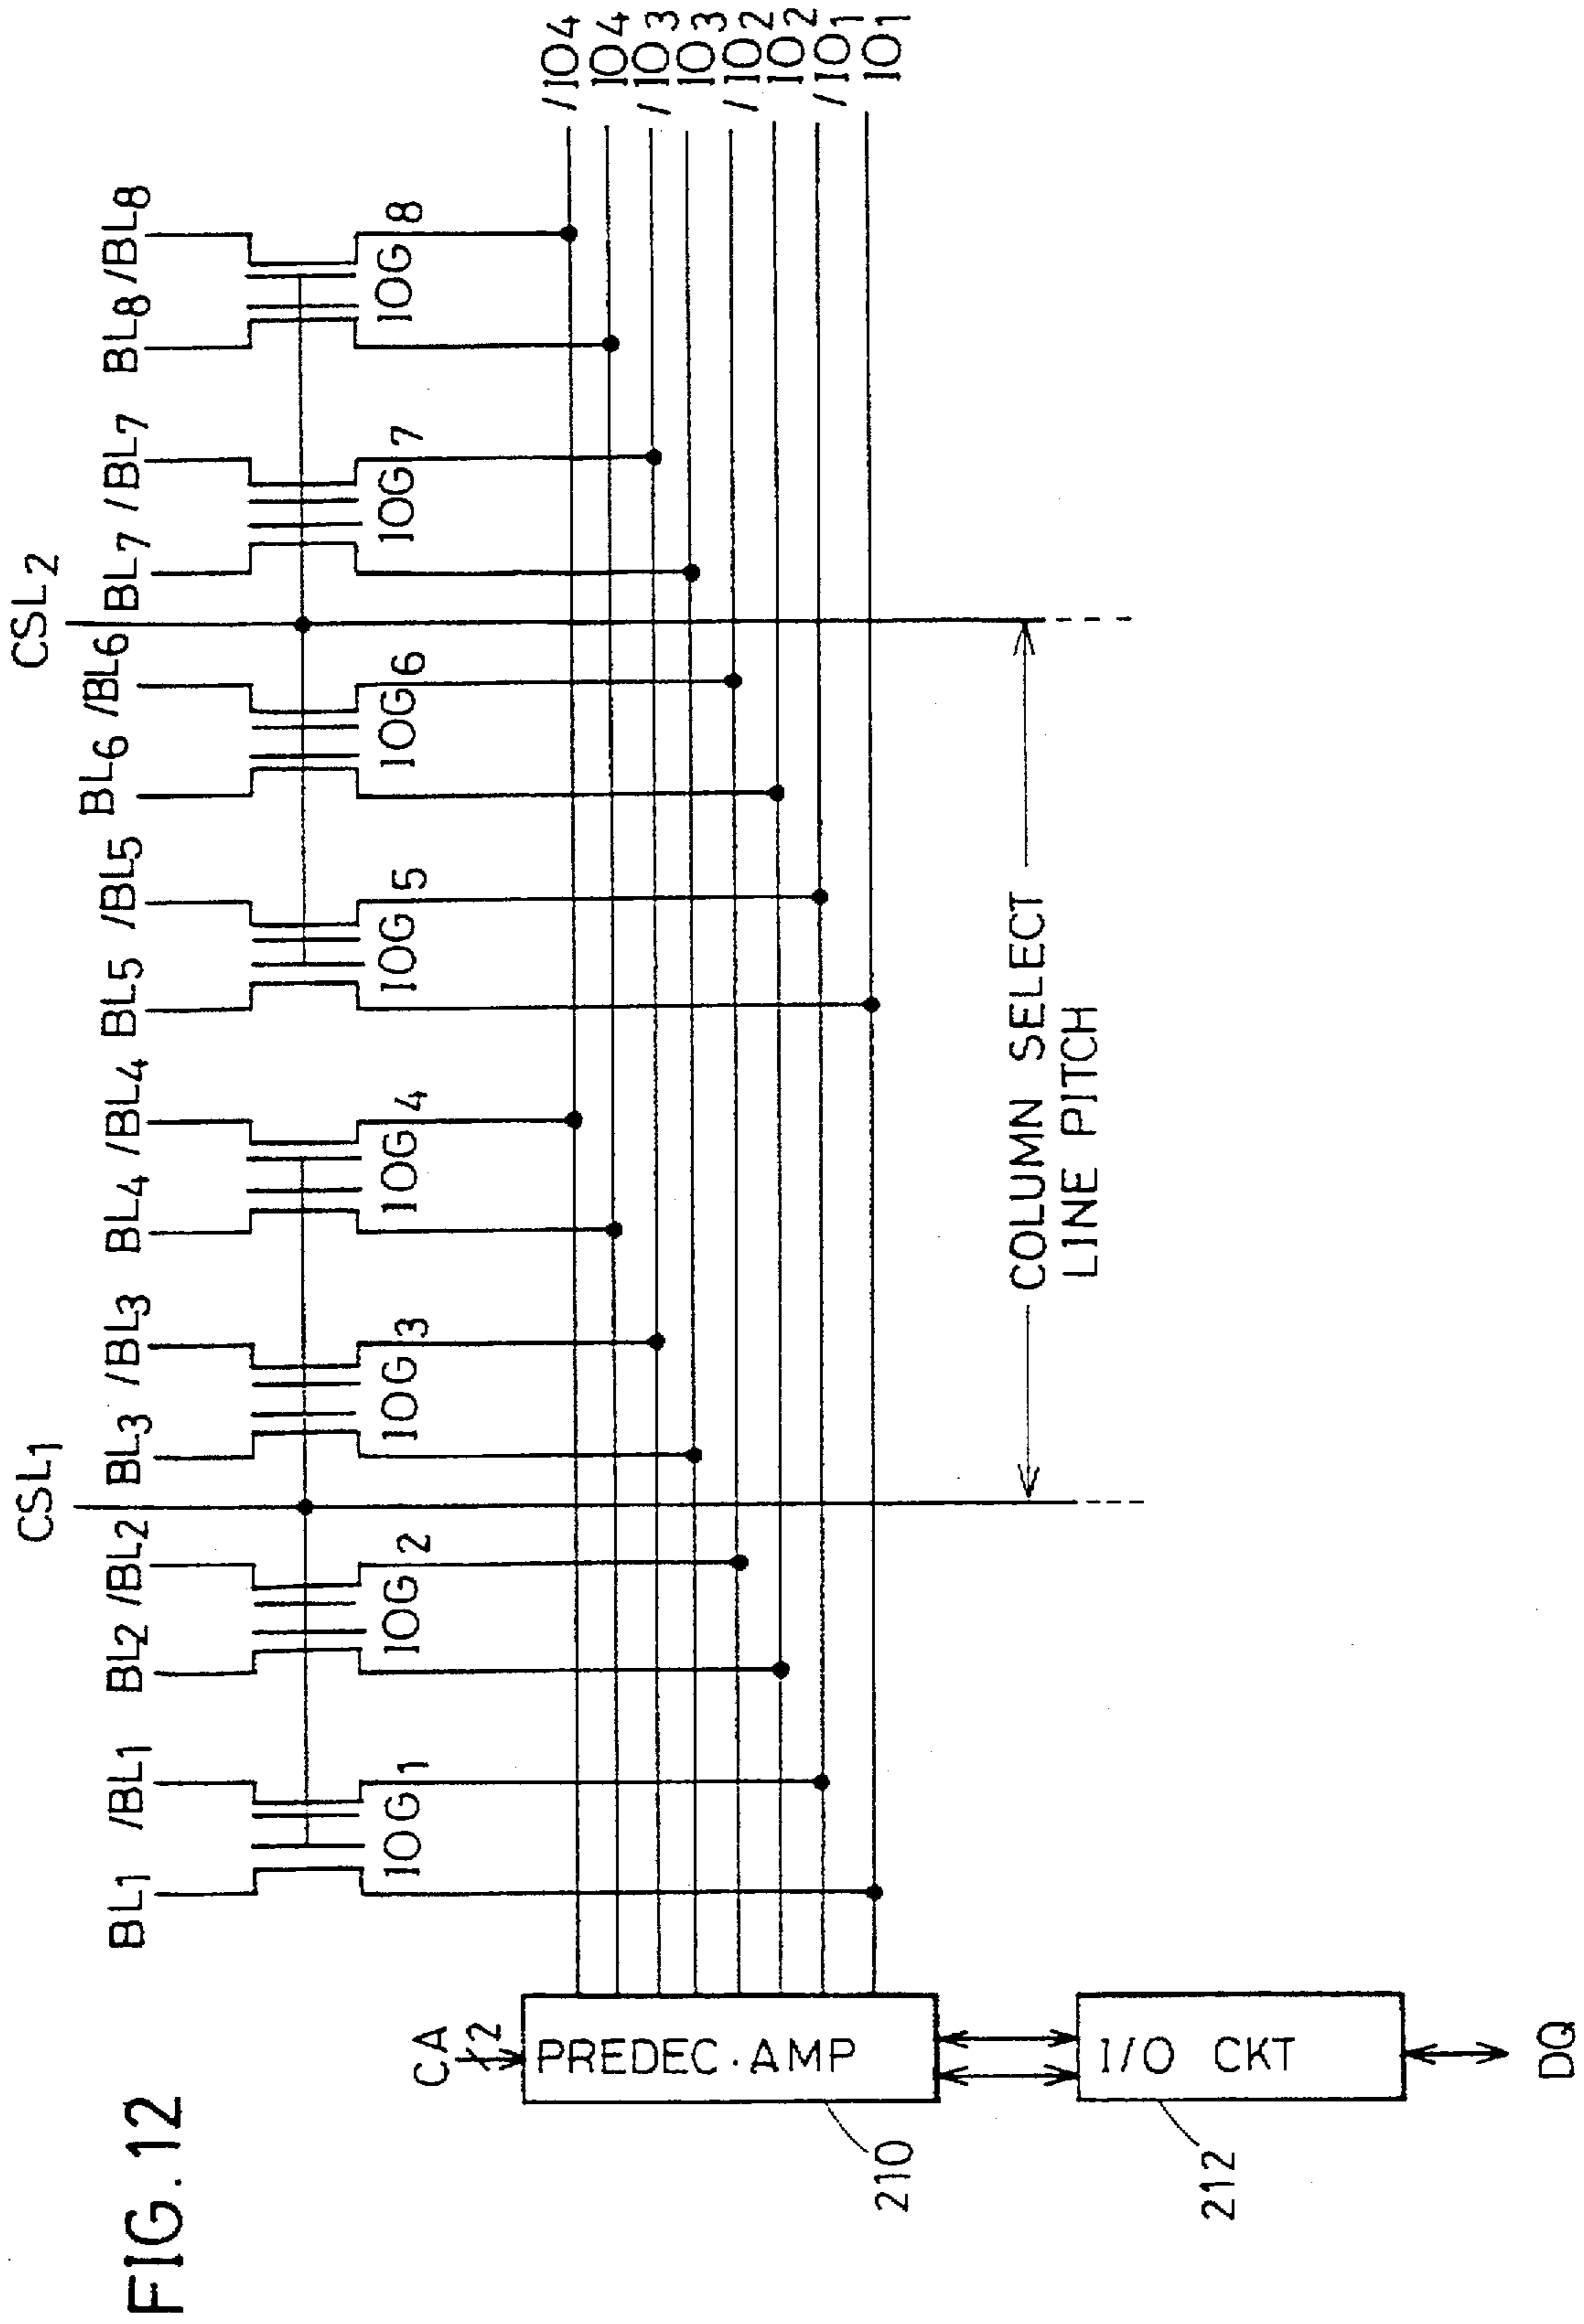 FIG. 12
CSL1
CSL2
BL1
/BL1
BL2
/BL2
BL3
/BL3
BL4
/BL4
BL5
/BL5
BL6
/BL6
BL7
/BL7
BL8
/BL8
IOG1
IOG2
IOG3
IOG4
IOG5
IOG6
IOG7
IOG8
/IO4
IO4
/IO3
IO3
/IO2
IO2
/IO1
IO1
CA
2
PREDEC·AMP
210
COLUMN SELECT
LINE PITCH
I/O CKT
212
DQ